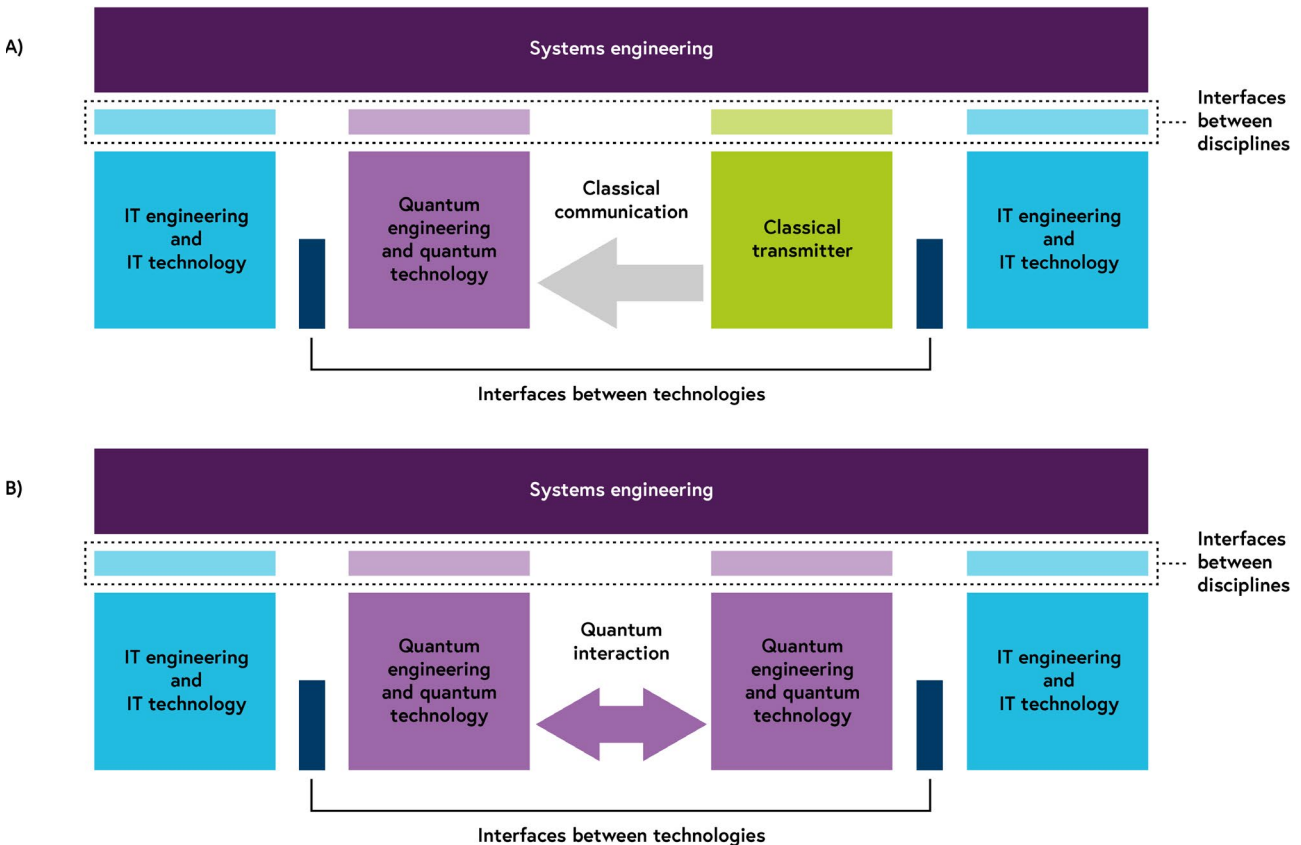 A)
Systems engineering
Interfaces
between
disciplines
IT engineering
and
IT technology
Quantum
engineering
and quantum
technology
Classical
communication
Classical
transmitter
IT engineering
and
IT technology
Interfaces between technologies
B)
Systems engineering
Interfaces
between
disciplines
IT engineering
and
IT technology
Quantum
engineering
and quantum
technology
Quantum
interaction
Quantum
engineering
and quantum
technology
IT engineering
and
IT technology
Interfaces between technologies